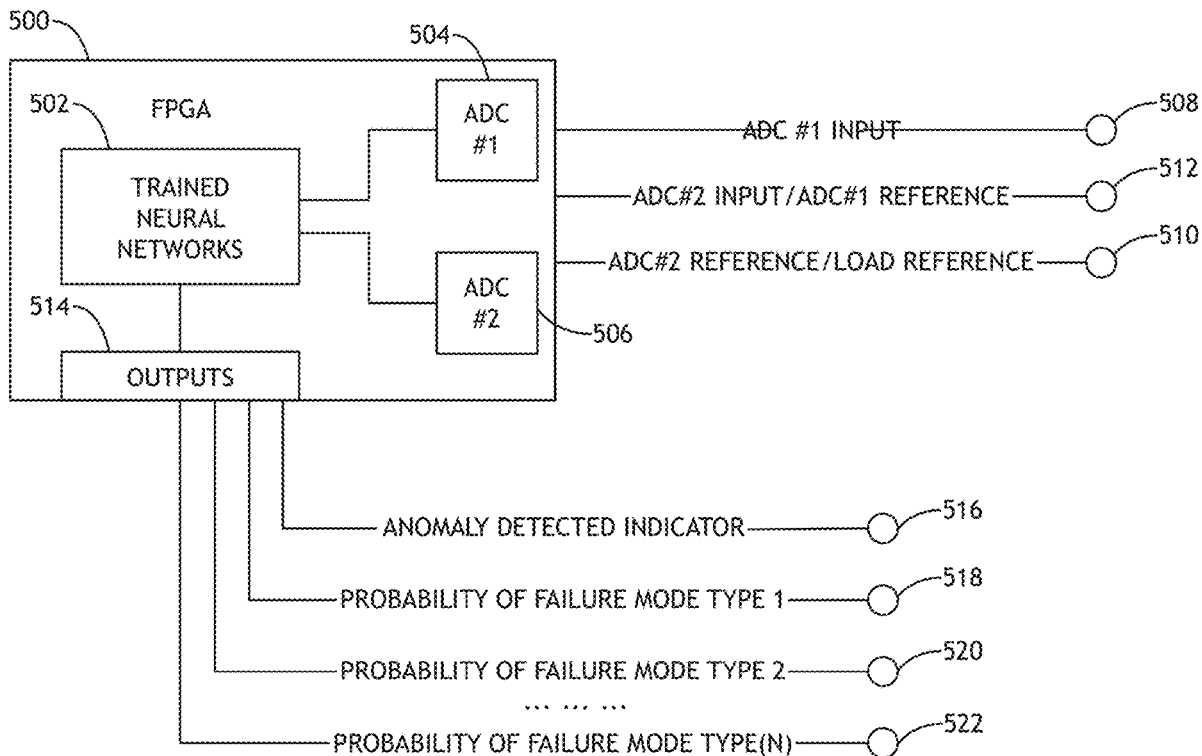 500
504
502
FPGA
ADC
#1
ADC #1 INPUT
508
TRAINED
NEURAL
NETWORKS
ADC#2 INPUT/ADC#1 REFERENCE
512
ADC#2 REFERENCE/LOAD REFERENCE
510
ADC
#2
506
514
OUTPUTS
ANOMALY DETECTED INDICATOR
516
PROBABILITY OF FAILURE MODE TYPE 1
518
PROBABILITY OF FAILURE MODE TYPE 2
520
... ... ...
PROBABILITY OF FAILURE MODE TYPE(N)
522